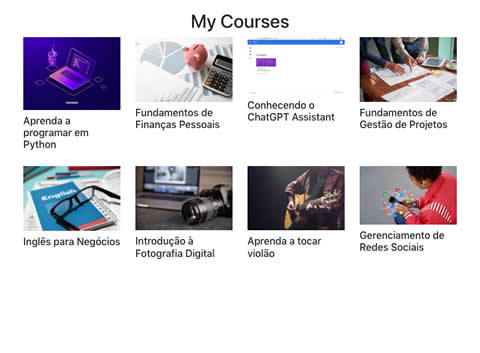 My Courses
Aprenda a
programar em
Python
Fundamentos de
Finanças Pessoais
Conhecendo o
ChatGPT Assistant
Fundamentos de
Gestão de Projetos
English
Inglês para Negócios
Introdução à
Fotografia Digital
Aprenda a tocar
violão
Gerenciamento de
Redes Sociais